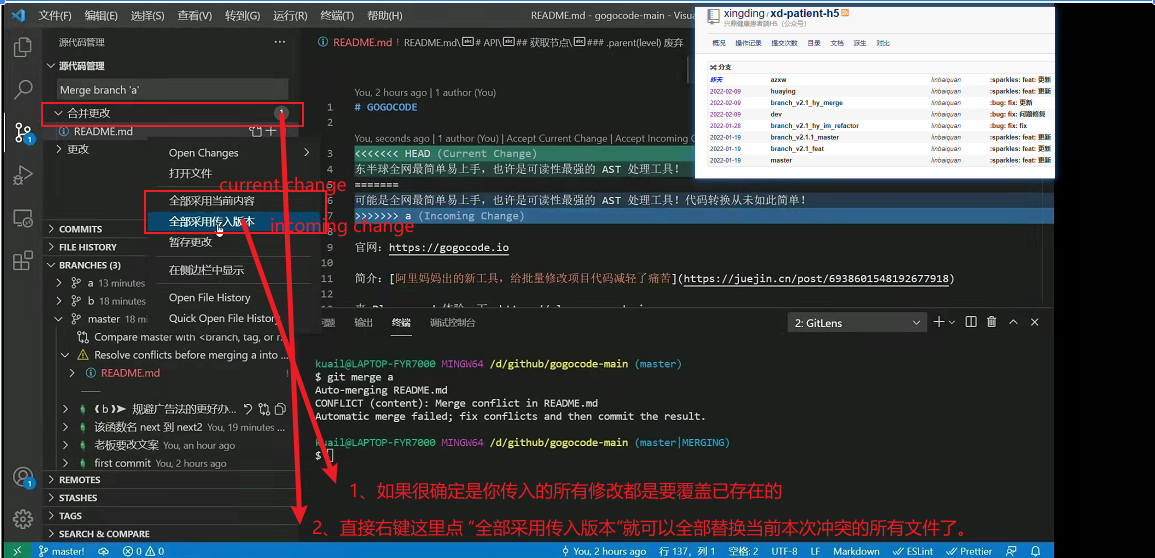 文件(F) 编辑(E) 选择(S) 查看(V) 转到(G) 运行(R) 终端(T) 帮助(H) README.md - gogocode-main - Visua
源代码管理 ···
源代码管理
Merge branch 'a'
合并更改 1
README.md
更改
Open Changes
打开文件
全部采用当前内容
全部采用传入版本
暂存更改
在侧边栏中显示
Open File History
Quick Open File History
current change
incoming change
COMMITS
FILE HISTORY
BRANCHES (3)
a 13 minutes
b 18 minutes
master 18 mi
Compare master with <branch, tag, or r...
Resolve conflicts before merging a into ...
README.md !
《 b 》 规避广告法的更好办...
该函数名 next 到 next2 You, 19 minutes ...
老板要改文案 You, an hour ago
first commit You, 2 hours ago
REMOTES
STASHES
TAGS
SEARCH & COMPARE
README.md ! README.md\ # API\ ## 获取节点\ ### .parent(level) 废弃
You, 2 hours ago | 1 author (You)
1 # GOGOCODE
2
You, seconds ago | 1 author (You) | Accept Current Change | Accept Incoming C
3 <<<<<<< HEAD (Current Change)
4 东半球全网最简单易上手，也许是可读性最强的 AST 处理工具！
5 =======
6 可能是全网最简单易上手，也许是可读性最强的 AST 处理工具！代码转换从未如此简单！
7 >>>>>>> a (Incoming Change)
8
9 官网：https://gogocode.io
10
11 简介：[阿里妈妈出的新工具，给批量修改项目代码减轻了痛苦](https://juejin.cn/post/6938601548192677918)
12
xingding / xd-patient-h5
兴鼎健康患者端H5（公众号）
概况 操作记录 提交次数 目录 文档 派生 对比
分支
昨天 azxw linbaiquan :sparkles: feat: 更新
2022-02-09 huaying linbaiquan :sparkles: feat: 更新
2022-02-09 branch_v2.1_hy_merge linbaiquan :bug: fix: 更新
2022-02-09 dev linbaiquan :bug: fix: 问题修复
2022-01-28 branch_v2.1_hy_im_refactor linbaiquan :bug: fix
2022-01-19 branch_v2.1.1_master linbaiquan :sparkles: feat: 更新
2022-01-19 branch_v2.1_feat linbaiquan :sparkles: feat: 更新
2022-01-19 master linbaiquan :sparkles: feat: 更新
问题 输出 终端 调试控制台 2: GitLens
kuail@LAPTOP-FYR7000 MINGW64 /d/github/gogocode-main (master)
$ git merge a
Auto-merging README.md
CONFLICT (content): Merge conflict in README.md
Automatic merge failed; fix conflicts and then commit the result.
kuail@LAPTOP-FYR7000 MINGW64 /d/github/gogocode-main (master|MERGING)
$
1、如果很确定是你传入的所有修改都是要覆盖已存在的
2、直接右键这里点 “全部采用传入版本”就可以全部替换当前本次冲突的所有文件了。
master! 0 0 You, 2 hours ago 行 137，列 1 空格: 2 UTF-8 LF Markdown ESLint Prettier